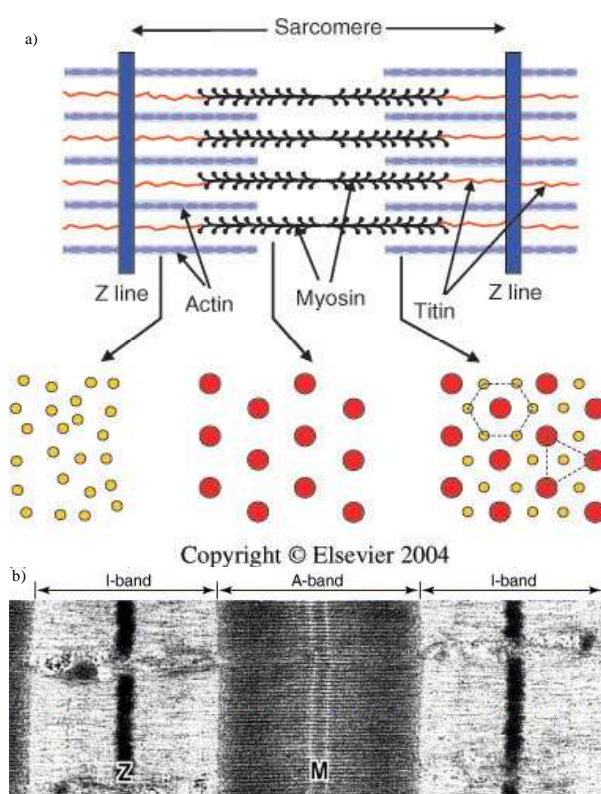 Sarcomere
a)
Z line
Actin
Myosin
Titin
Z line
Copyright © Elsevier 2004
b)
I-band
A-band
I-band
Z
M